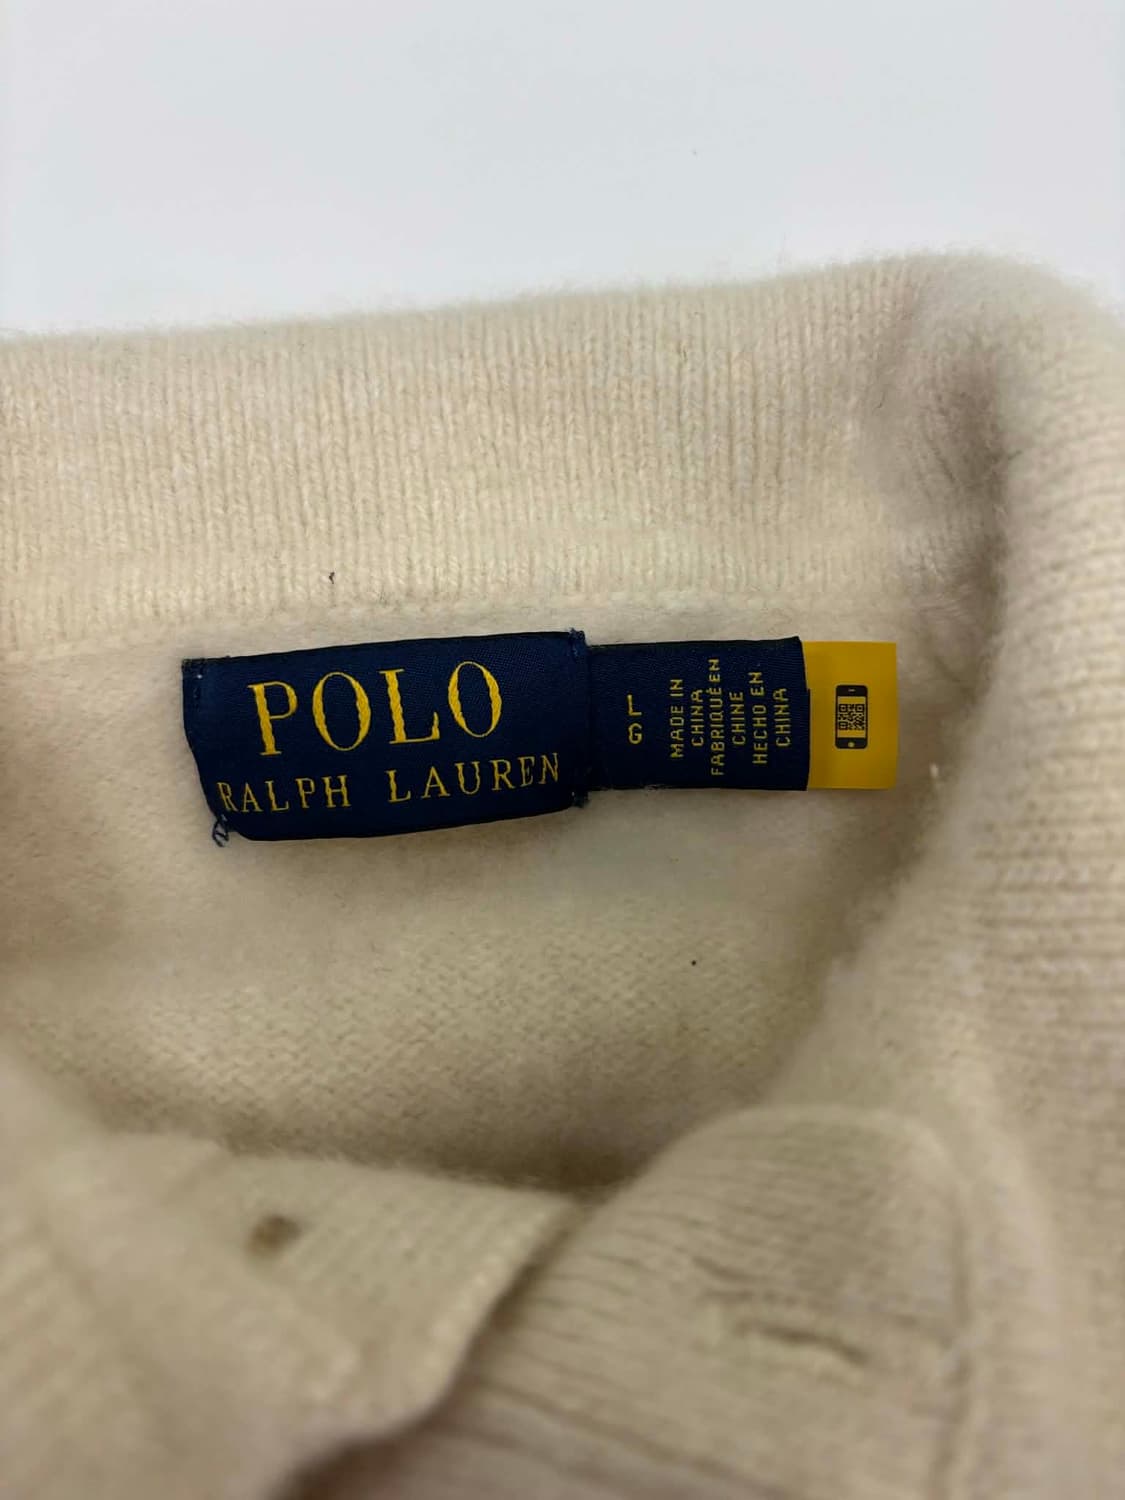 POLO
RALPH LAUREN
L
G
MADE IN
CHINA
FABRIQUÉ EN
CHINE
HECHO EN
CHINA